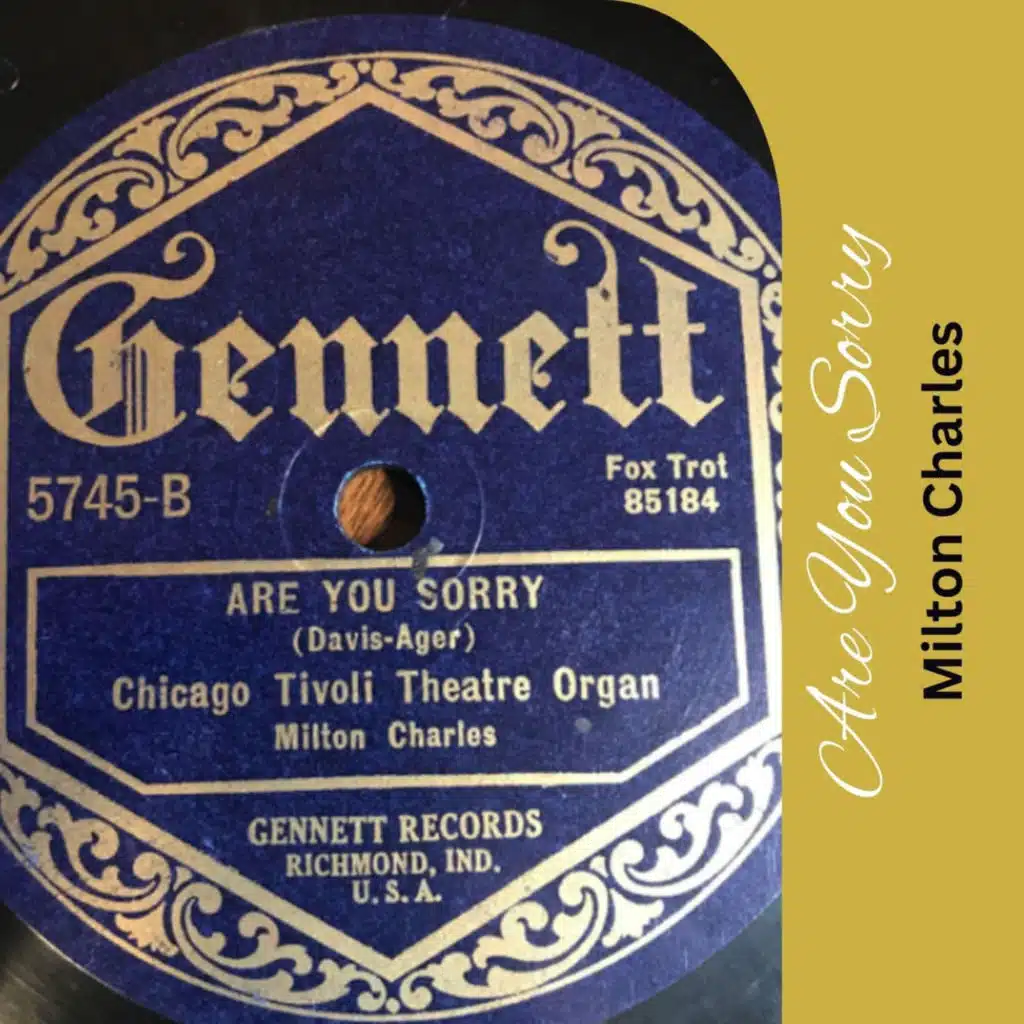 Gennett
5745-B
Fox Trot
85184
ARE YOU SORRY
(Davis-Ager)
Chicago Tivoli Theatre Organ
Milton Charles
GENNETT RECORDS
RICHMOND, IND.
U.S.A.
Are You Sorry
Milton Charles